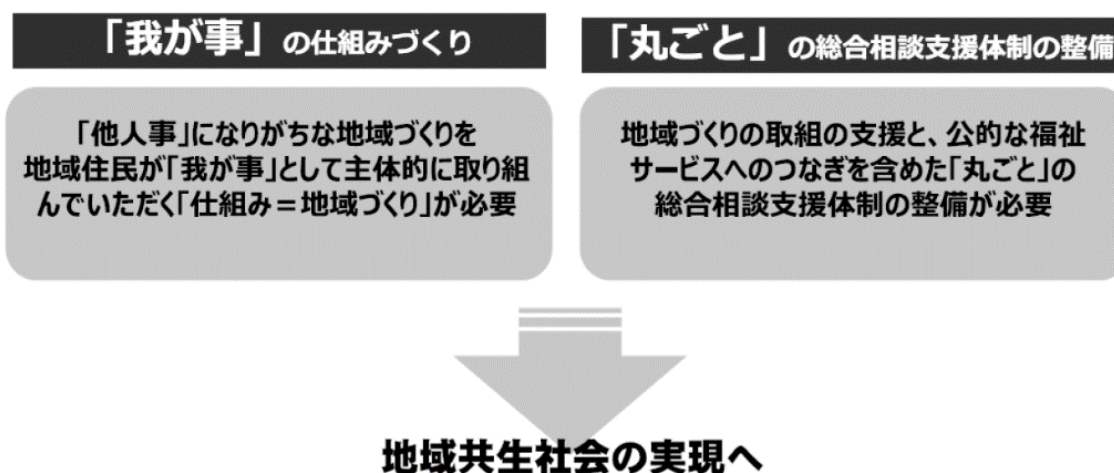 「我が事」の仕組みづくり
「他人事」になりがちな地域づくりを
地域住民が「我が事」として主体的に取り組
んでいただく「仕組み＝地域づくり」が必要
「丸ごと」の総合相談支援体制の整備
地域づくりの取組の支援と、公的な福祉
サービスへのつなぎを含めた「丸ごと」の
総合相談支援体制の整備が必要
地域共生社会の実現へ